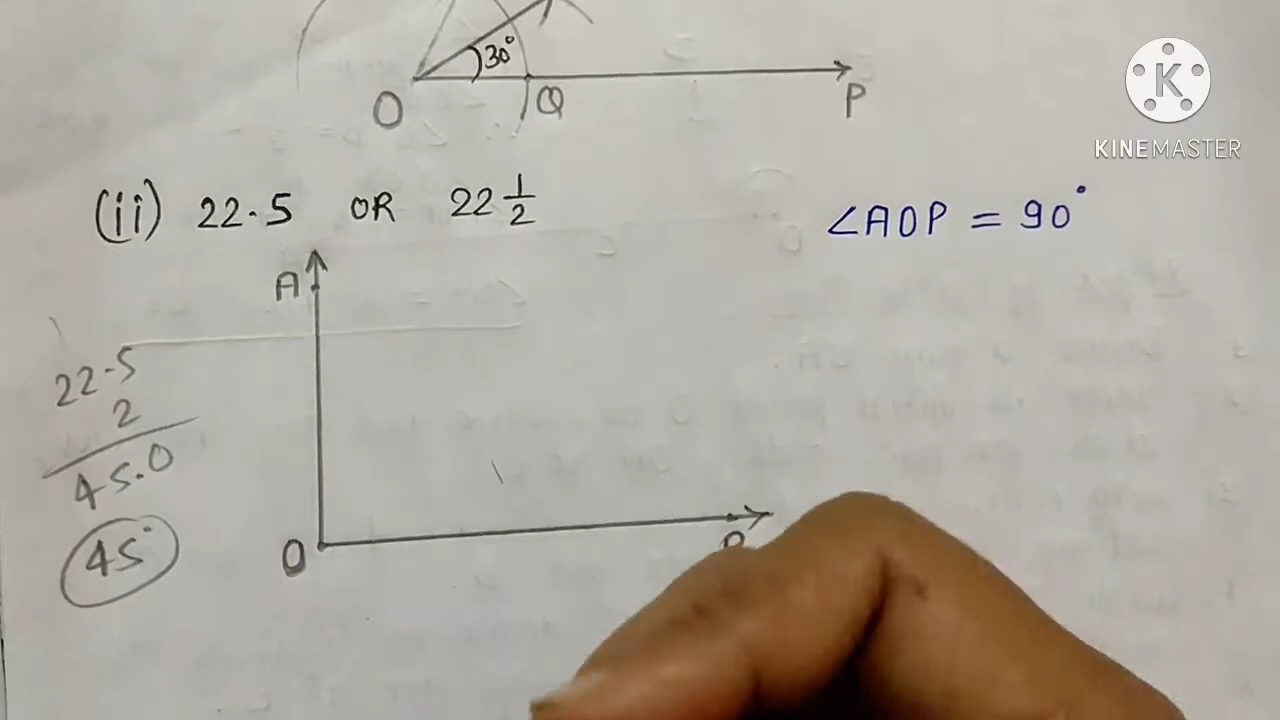 30°
O Q P
K
KINEMASTER
(ii) 22.5 OR 22 1/2
∠AOP = 90°
A
22.5
2
45.0
45°
O